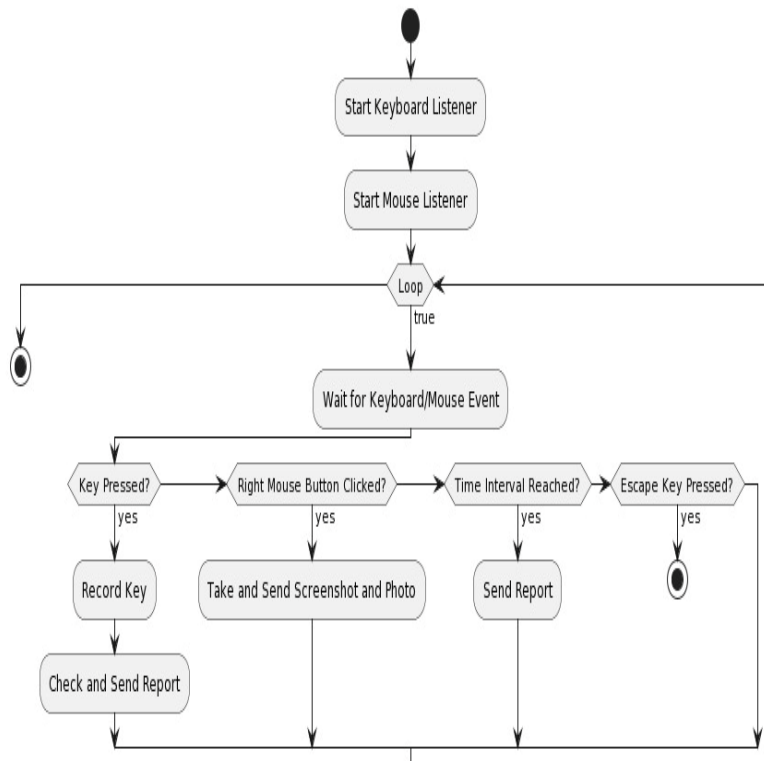 Start Keyboard Listener
Start Mouse Listener
Loop
true
Wait for Keyboard/Mouse Event
Key Pressed?
Right Mouse Button Clicked?
Time Interval Reached?
Escape Key Pressed?
yes
yes
yes
yes
Record Key
Take and Send Screenshot and Photo
Send Report
Check and Send Report